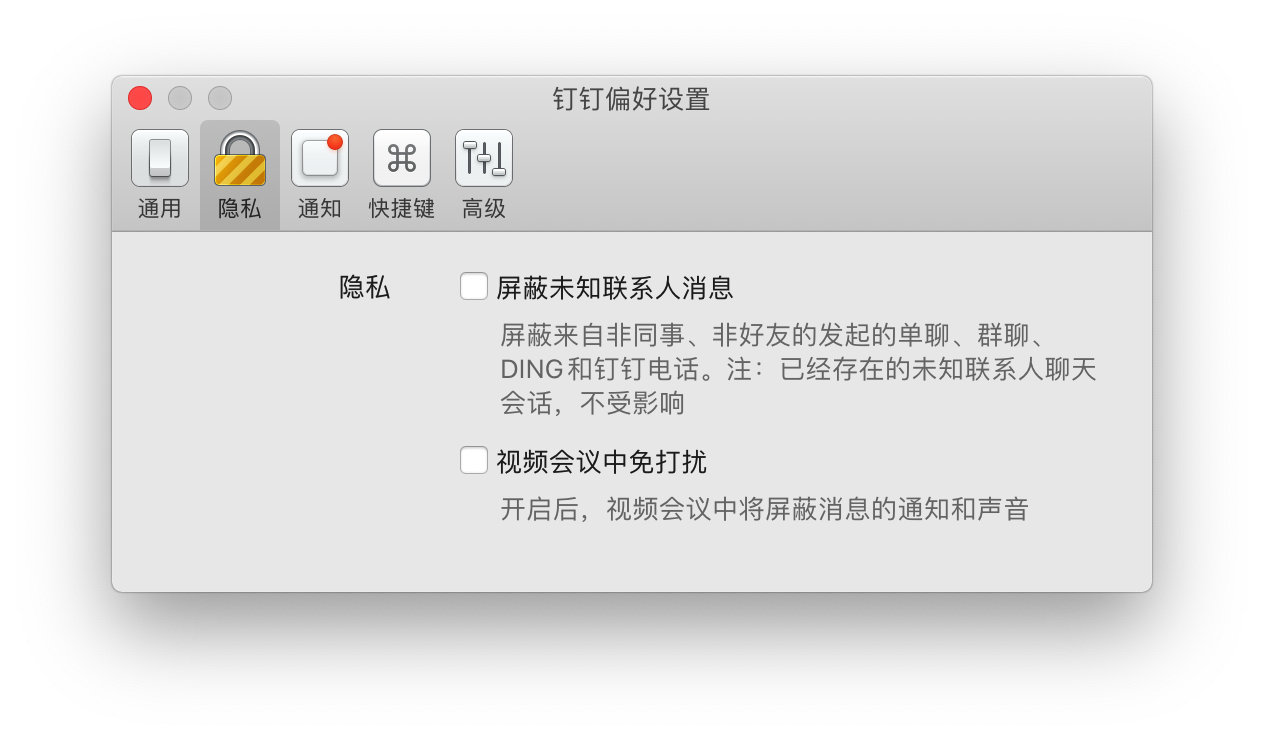 钉钉偏好设置
通用 隐私 通知 快捷键 高级
隐私 屏蔽未知联系人消息
屏蔽来自非同事、非好友的发起的单聊、群聊、
DING和钉钉电话。注：已经存在的未知联系人聊天
会话，不受影响
视频会议中免打扰
开启后，视频会议中将屏蔽消息的通知和声音